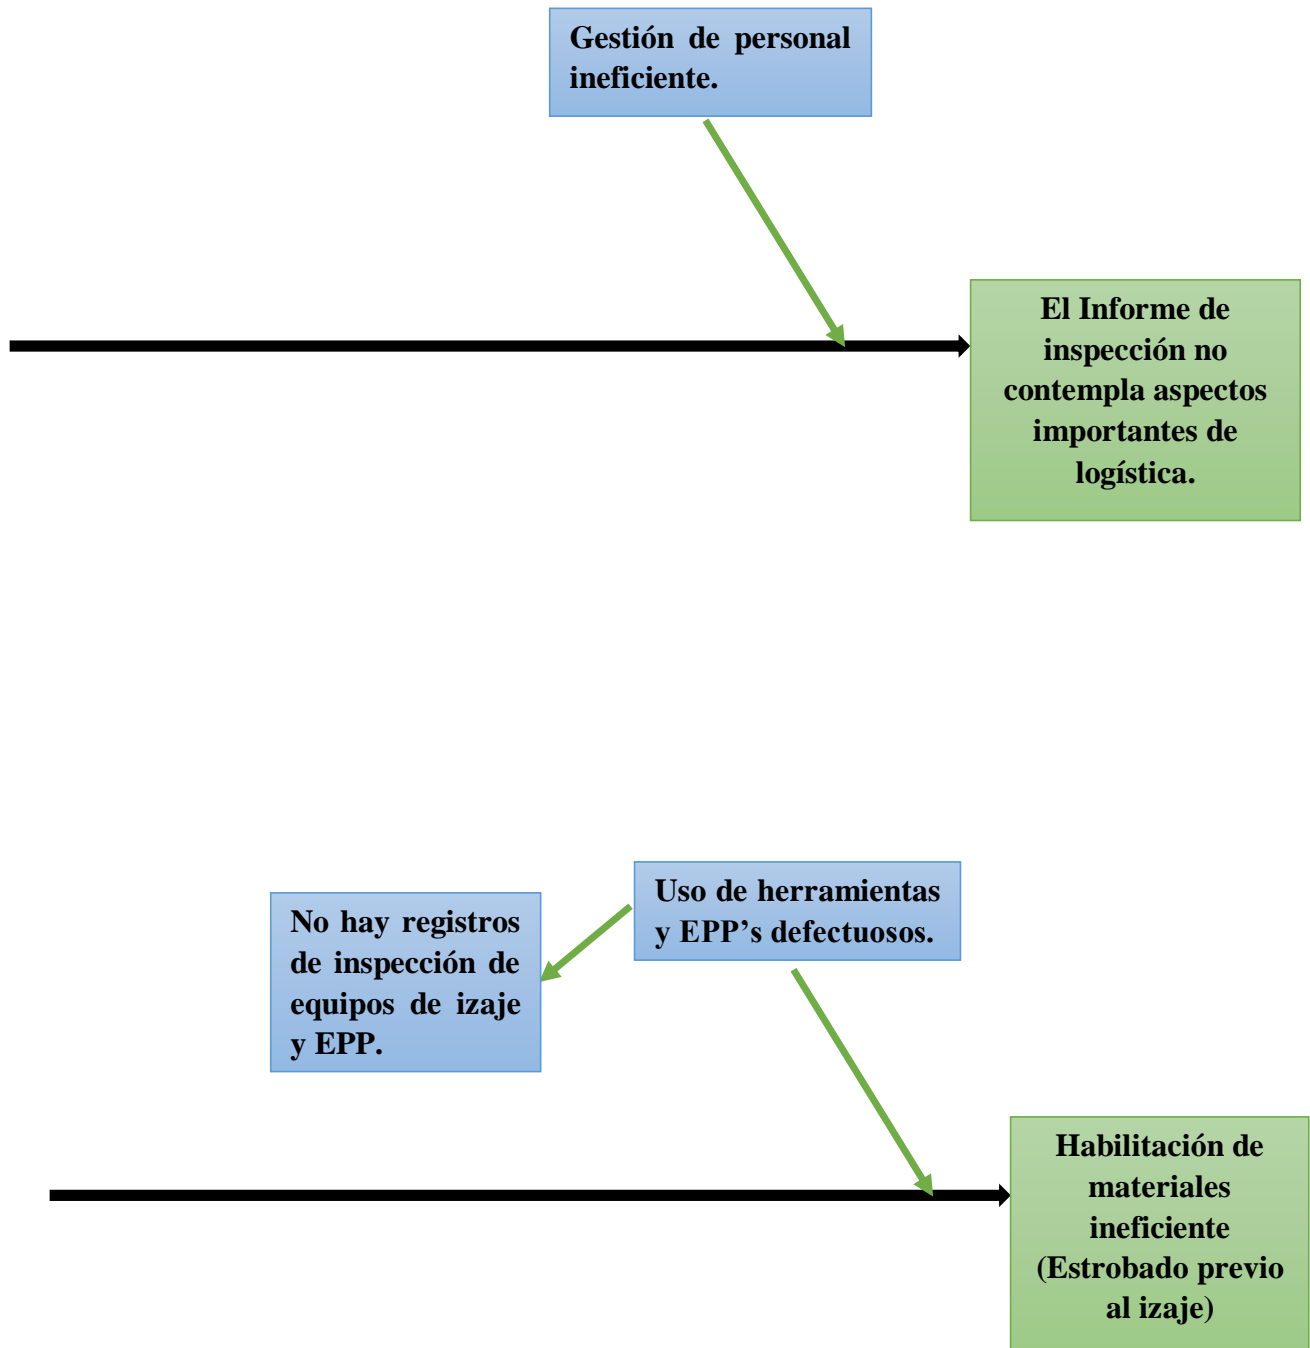 Gestión de personal
ineficiente.
El Informe de
inspección no
contempla aspectos
importantes de
logística.
Uso de herramientas
y EPP’s defectuosos.
No hay registros
de inspección de
equipos de izaje
y EPP.
Habilitación de
materiales
ineficiente
(Estrobado previo
al izaje)